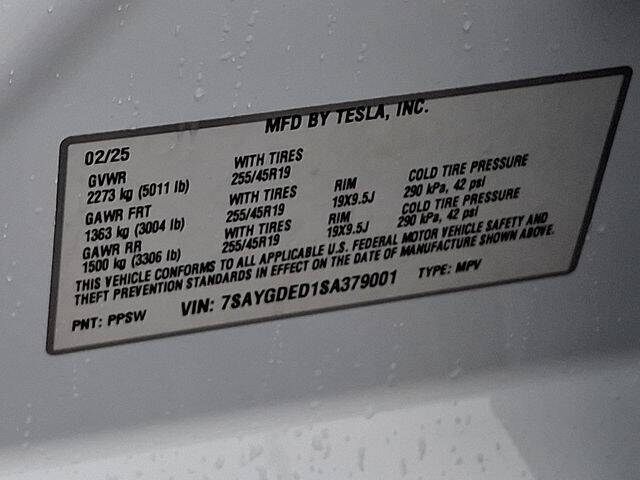 MFD BY TESLA, INC.
02/25
GVWR WITH TIRES
2273 kg (5011 lb) 255/45R19 RIM COLD TIRE PRESSURE
GAWR FRT WITH TIRES 19X9.5J 290 kPa, 42 psi
1363 kg (3004 lb) 255/45R19 RIM COLD TIRE PRESSURE
GAWR RR WITH TIRES 19X9.5J 290 kPa, 42 psi
1500 kg (3306 lb) 255/45R19
THIS VEHICLE CONFORMS TO ALL APPLICABLE U.S. FEDERAL MOTOR VEHICLE SAFETY AND
THEFT PREVENTION STANDARDS IN EFFECT ON THE DATE OF MANUFACTURE SHOWN ABOVE.
PNT: PPSW VIN: 7SAYGDED1SA379001 TYPE: MPV